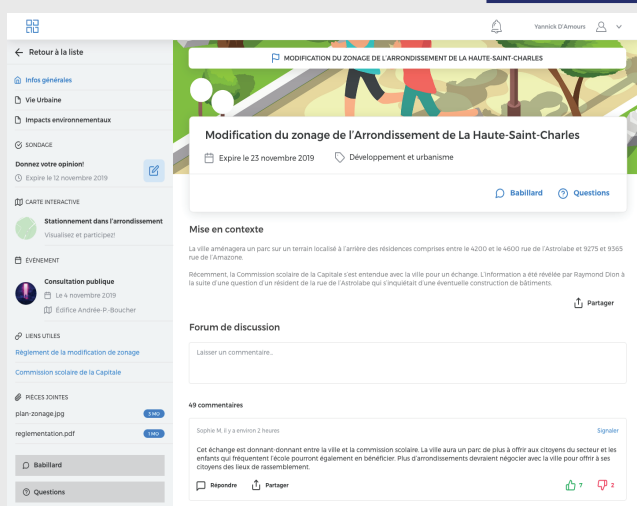 Yannick D'Amours
Retour à la liste
Infos générales
Vie Urbaine
Impacts environnementaux
SONDAGE
Donnez votre opinion!
Expire le 12 novembre 2019
CARTE INTERACTIVE
Stationnement dans l'arrondissement
Visualisez et participez!
ÉVÉNEMENT
Consultation publique
Le 4 novembre 2019
Édifice Andrée-P.-Boucher
LIENS UTILES
Règlement de la modification de zonage
Commission scolaire de la Capitale
PIÈCES JOINTES
plan-zonage.jpg 3 MO
reglementation.pdf 1 MO
Babillard
Questions
MODIFICATION DU ZONAGE DE L'ARRONDISSEMENT DE LA HAUTE-SAINT-CHARLES
Modification du zonage de l'Arrondissement de La Haute-Saint-Charles
Expire le 23 novembre 2019 Développement et urbanisme
Babillard Questions
Mise en contexte
La ville aménagera un parc sur un terrain localisé à l'arrière des résidences comprises entre le 4200 et le 4600 rue de l'Astrolabe et 9275 et 9365
rue de l'Amazone.
Récemment, la Commission scolaire de la Capitale s'est entendue avec la ville pour un échange. L'information a été révélée par Raymond Dion à
la suite d'une question d'un résident de la rue de l'Astrolabe qui s'inquiétait d'une éventuelle construction de bâtiments.
Partager
Forum de discussion
Laisser un commentaire...
49 commentaires
Sophie M, il y a environ 2 heures Signaler
Cet échange est donnant-donnant entre la ville et la commission scolaire. La ville aura un parc de plus à offrir aux citoyens du secteur et les
enfants qui fréquentent l'école pourront également en bénéficier. Plus d'arrondissements devraient négocier avec la ville pour offrir à ses
citoyens des lieux de rassemblement.
Répondre Partager 7 2